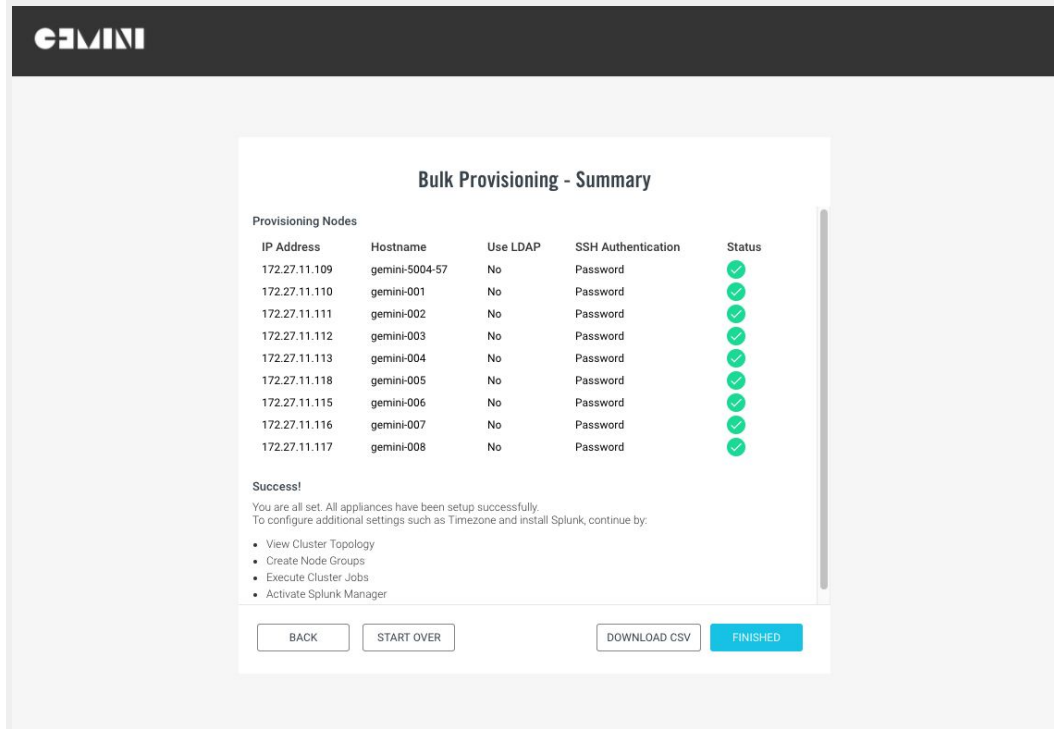 GEMINI
Bulk Provisioning - Summary
Provisioning Nodes
IP Address Hostname Use LDAP SSH Authentication Status
172.27.11.109 gemini-5004-57 No Password
172.27.11.110 gemini-001 No Password
172.27.11.111 gemini-002 No Password
172.27.11.112 gemini-003 No Password
172.27.11.113 gemini-004 No Password
172.27.11.118 gemini-005 No Password
172.27.11.115 gemini-006 No Password
172.27.11.116 gemini-007 No Password
172.27.11.117 gemini-008 No Password
Success!
You are all set. All appliances have been setup successfully.
To configure additional settings such as Timezone and install Splunk, continue by:
• View Cluster Topology
• Create Node Groups
• Execute Cluster Jobs
• Activate Splunk Manager
BACK START OVER DOWNLOAD CSV FINISHED